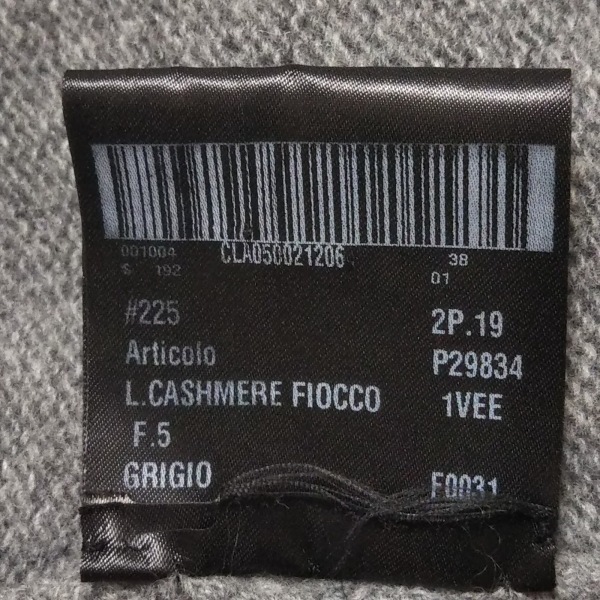 001004 CLA050021206 38
S 192 01
#225 2P.19
Articolo P29834
L.CASHMERE FIOCCO 1VEE
F.5
GRIGIO F0031